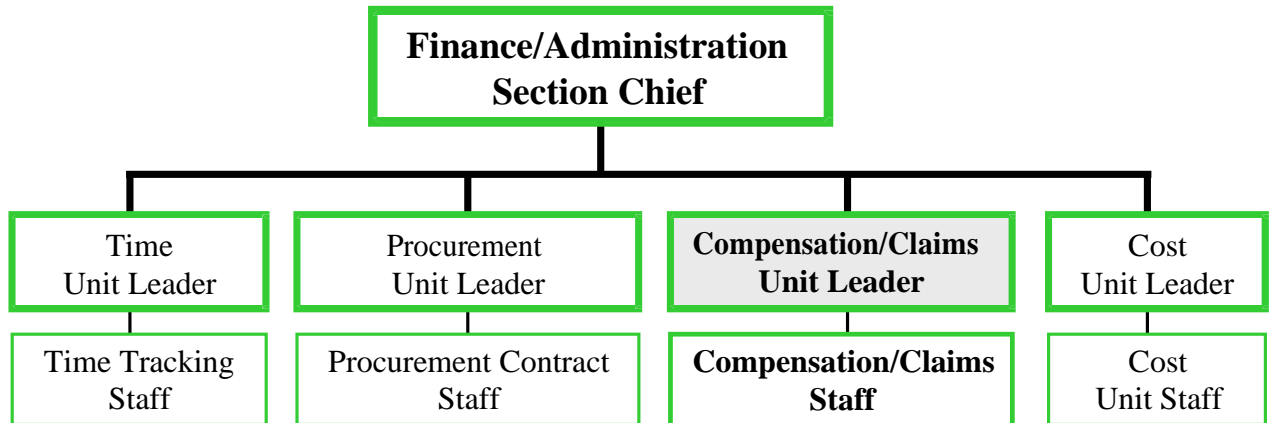 Finance/Administration
Section Chief
Time
Unit Leader
Procurement
Unit Leader
Compensation/Claims
Unit Leader
Cost
Unit Leader
Time Tracking
Staff
Procurement Contract
Staff
Compensation/Claims
Staff
Cost
Unit Staff